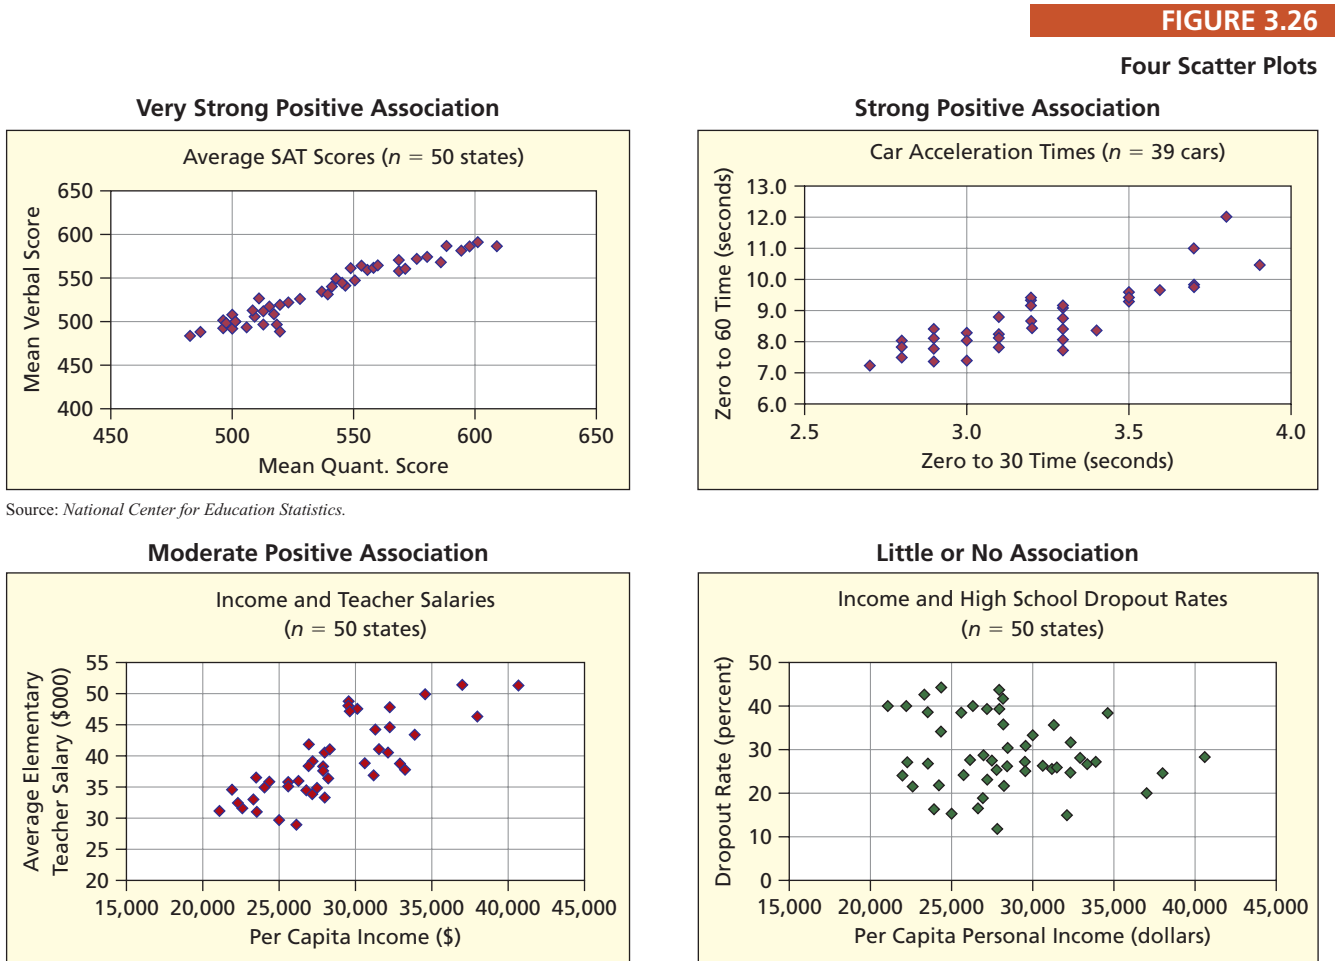 FIGURE 3.26
Four Scatter Plots
Very Strong Positive Association
Average SAT Scores (n = 50 states)
Mean Verbal Score
650
600
550
500
450
400
450 500 550 600 650
Mean Quant. Score
Source: National Center for Education Statistics.
Strong Positive Association
Car Acceleration Times (n = 39 cars)
Zero to 60 Time (seconds)
13.0
12.0
11.0
10.0
9.0
8.0
7.0
6.0
2.5 3.0 3.5 4.0
Zero to 30 Time (seconds)
Moderate Positive Association
Income and Teacher Salaries
(n = 50 states)
Average Elementary
Teacher Salary ($000)
55
50
45
40
35
30
25
20
15,000 20,000 25,000 30,000 35,000 40,000 45,000
Per Capita Income ($)
Little or No Association
Income and High School Dropout Rates
(n = 50 states)
Dropout Rate (percent)
50
40
30
20
10
0
15,000 20,000 25,000 30,000 35,000 40,000 45,000
Per Capita Personal Income (dollars)